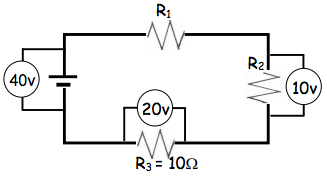 R₁
R₂
40v
10v
20v
R₃ = 10Ω